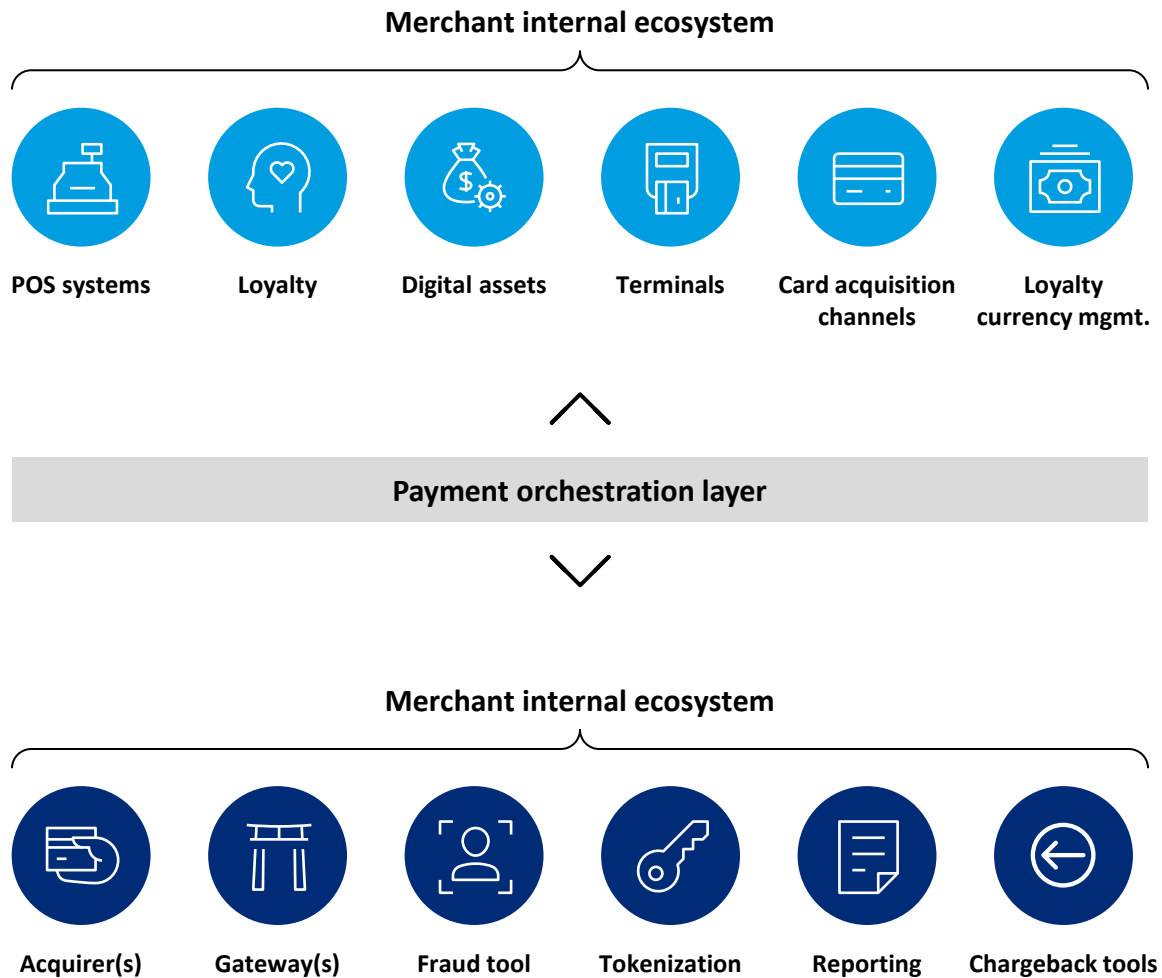 Merchant internal ecosystem
$
POS systems
Loyalty
Digital assets
Terminals
Card acquisition
channels
Loyalty
currency mgmt.
Payment orchestration layer
Merchant internal ecosystem
Acquirer(s)
Gateway(s)
Fraud tool
Tokenization
Reporting
Chargeback tools